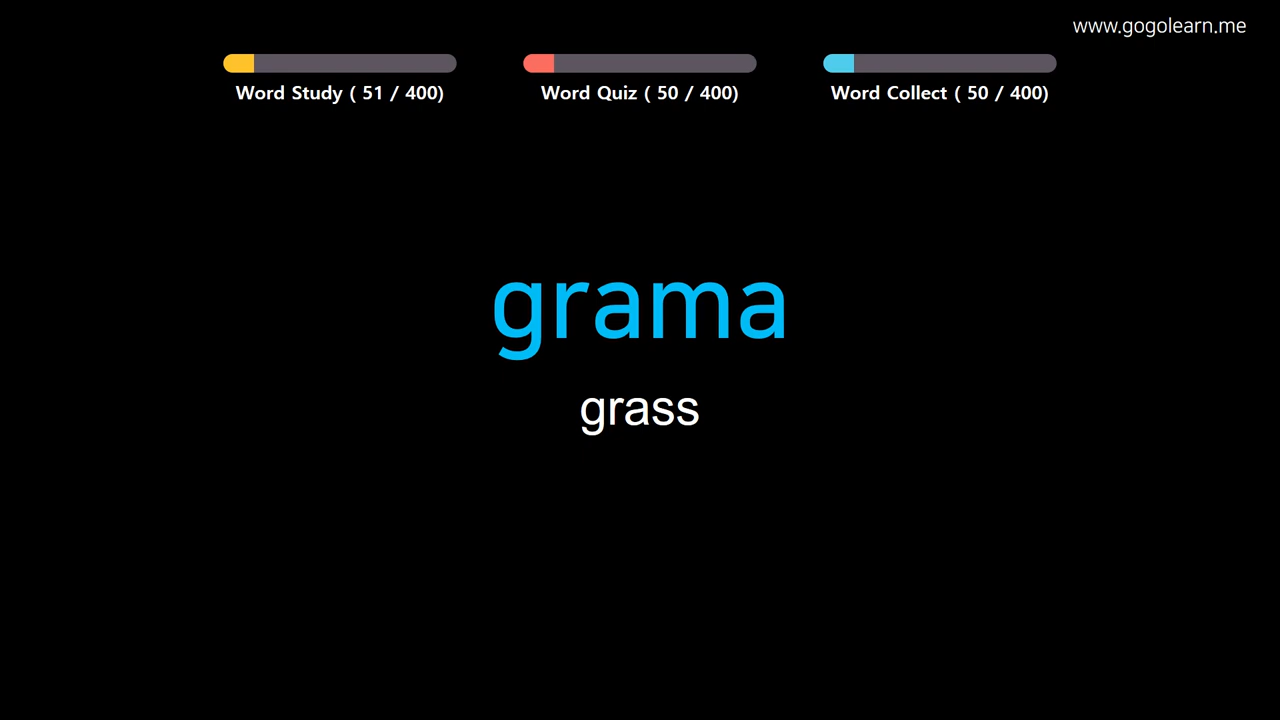 www.gogolearn.me
Word Study ( 51 / 400)
Word Quiz ( 50 / 400)
Word Collect ( 50 / 400)
grama
grass